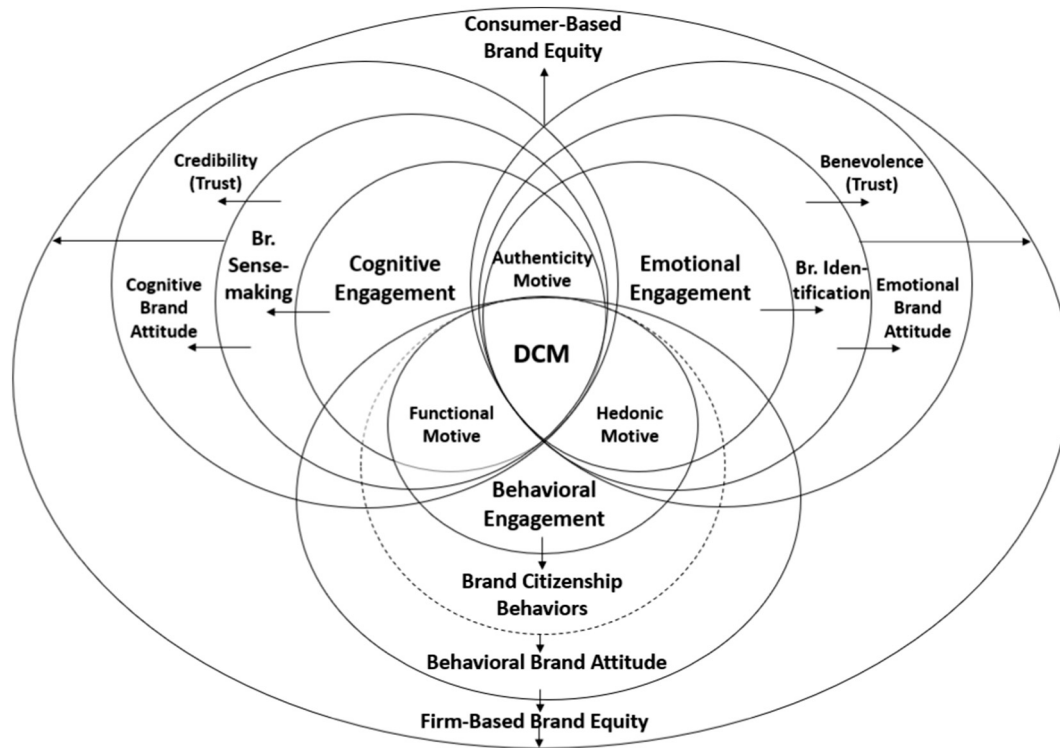 Consumer-Based
Brand Equity
Credibility
(Trust)
Benevolence
(Trust)
Br.
Sense-
making
Cognitive
Engagement
Authenticity
Motive
Emotional
Engagement
Br. Iden-
tification
Cognitive
Brand
Attitude
Emotional
Brand
Attitude
DCM
Functional
Motive
Hedonic
Motive
Behavioral
Engagement
Brand Citizenship
Behaviors
Behavioral Brand Attitude
Firm-Based Brand Equity